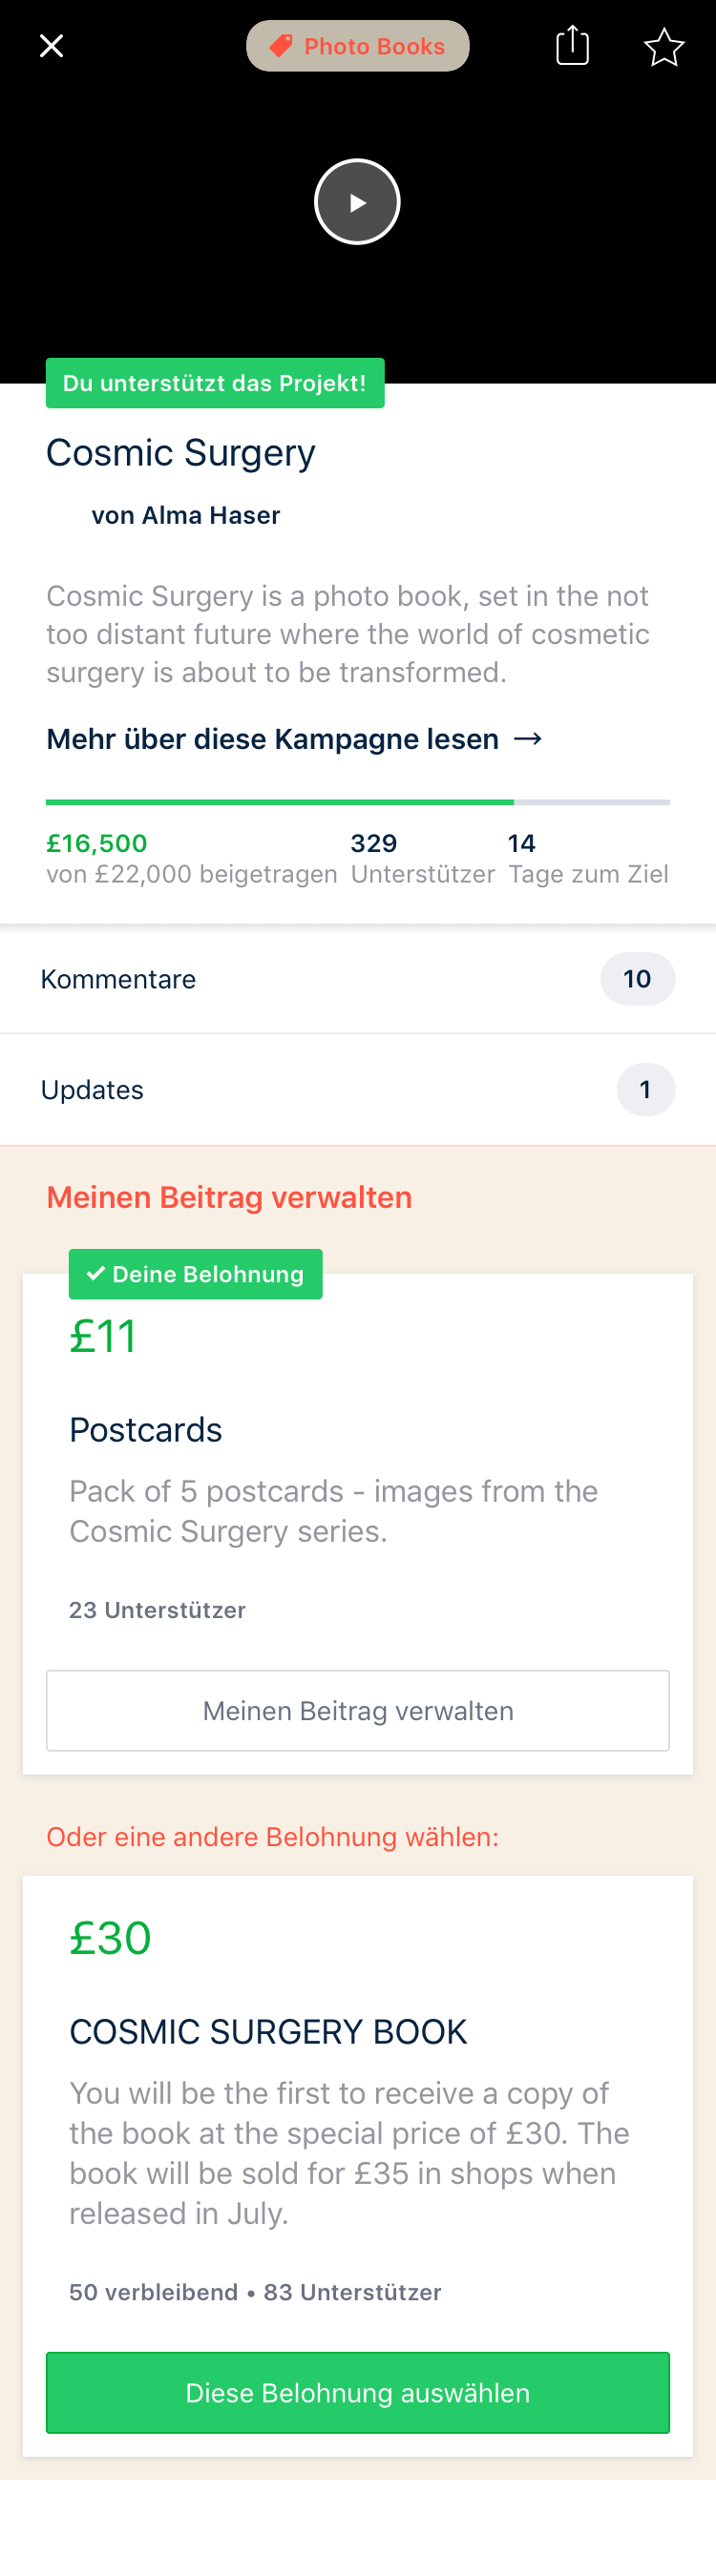 Photo Books
Du unterstützt das Projekt!
Cosmic Surgery
von Alma Haser
Cosmic Surgery is a photo book, set in the not
too distant future where the world of cosmetic
surgery is about to be transformed.
Mehr über diese Kampagne lesen →
£16,500
von £22,000 beigetragen
329
Unterstützer
14
Tage zum Ziel
Kommentare
10
Updates
1
Meinen Beitrag verwalten
Deine Belohnung
£11
Postcards
Pack of 5 postcards - images from the
Cosmic Surgery series.
23 Unterstützer
Meinen Beitrag verwalten
Oder eine andere Belohnung wählen:
£30
COSMIC SURGERY BOOK
You will be the first to receive a copy of
the book at the special price of £30. The
book will be sold for £35 in shops when
released in July.
50 verbleibend • 83 Unterstützer
Diese Belohnung auswählen